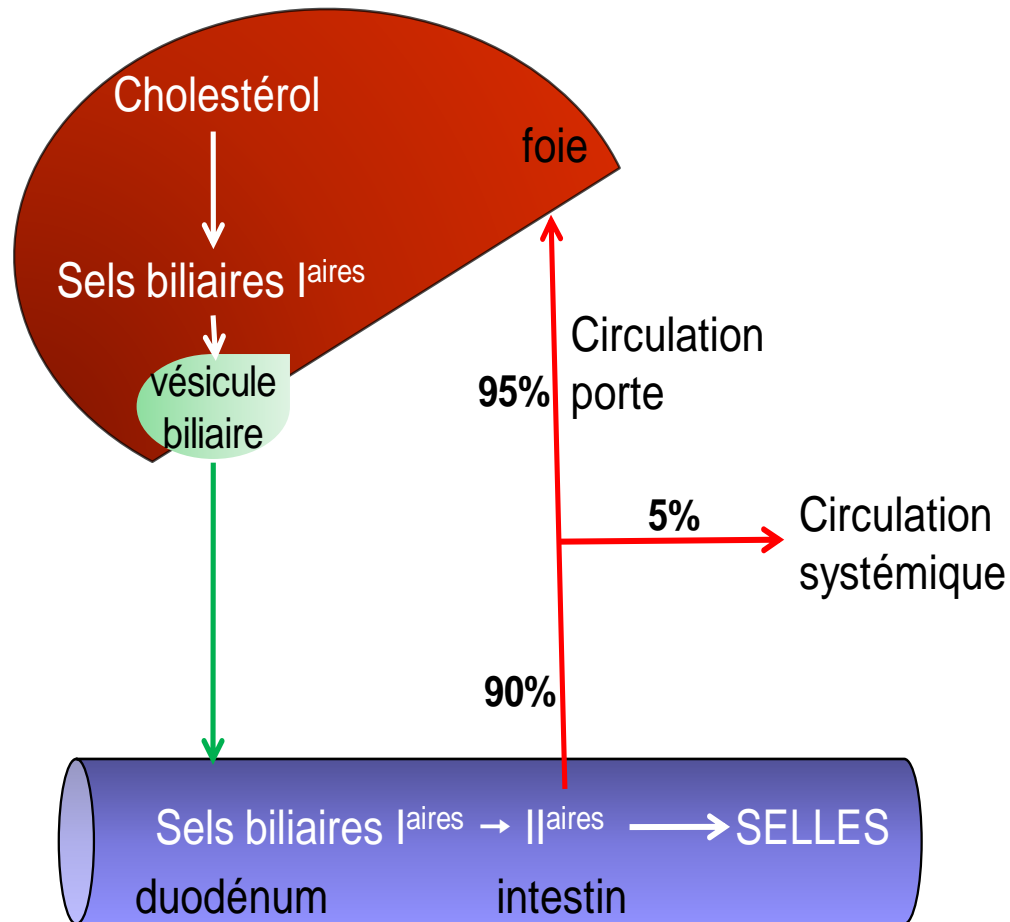 Cholestérol
foie
Sels biliaires Iaires
vésicule
biliaire
Circulation
95% porte
5% Circulation
systémique
90%
Sels biliaires Iaires → IIaires → SELLES
duodénum intestin